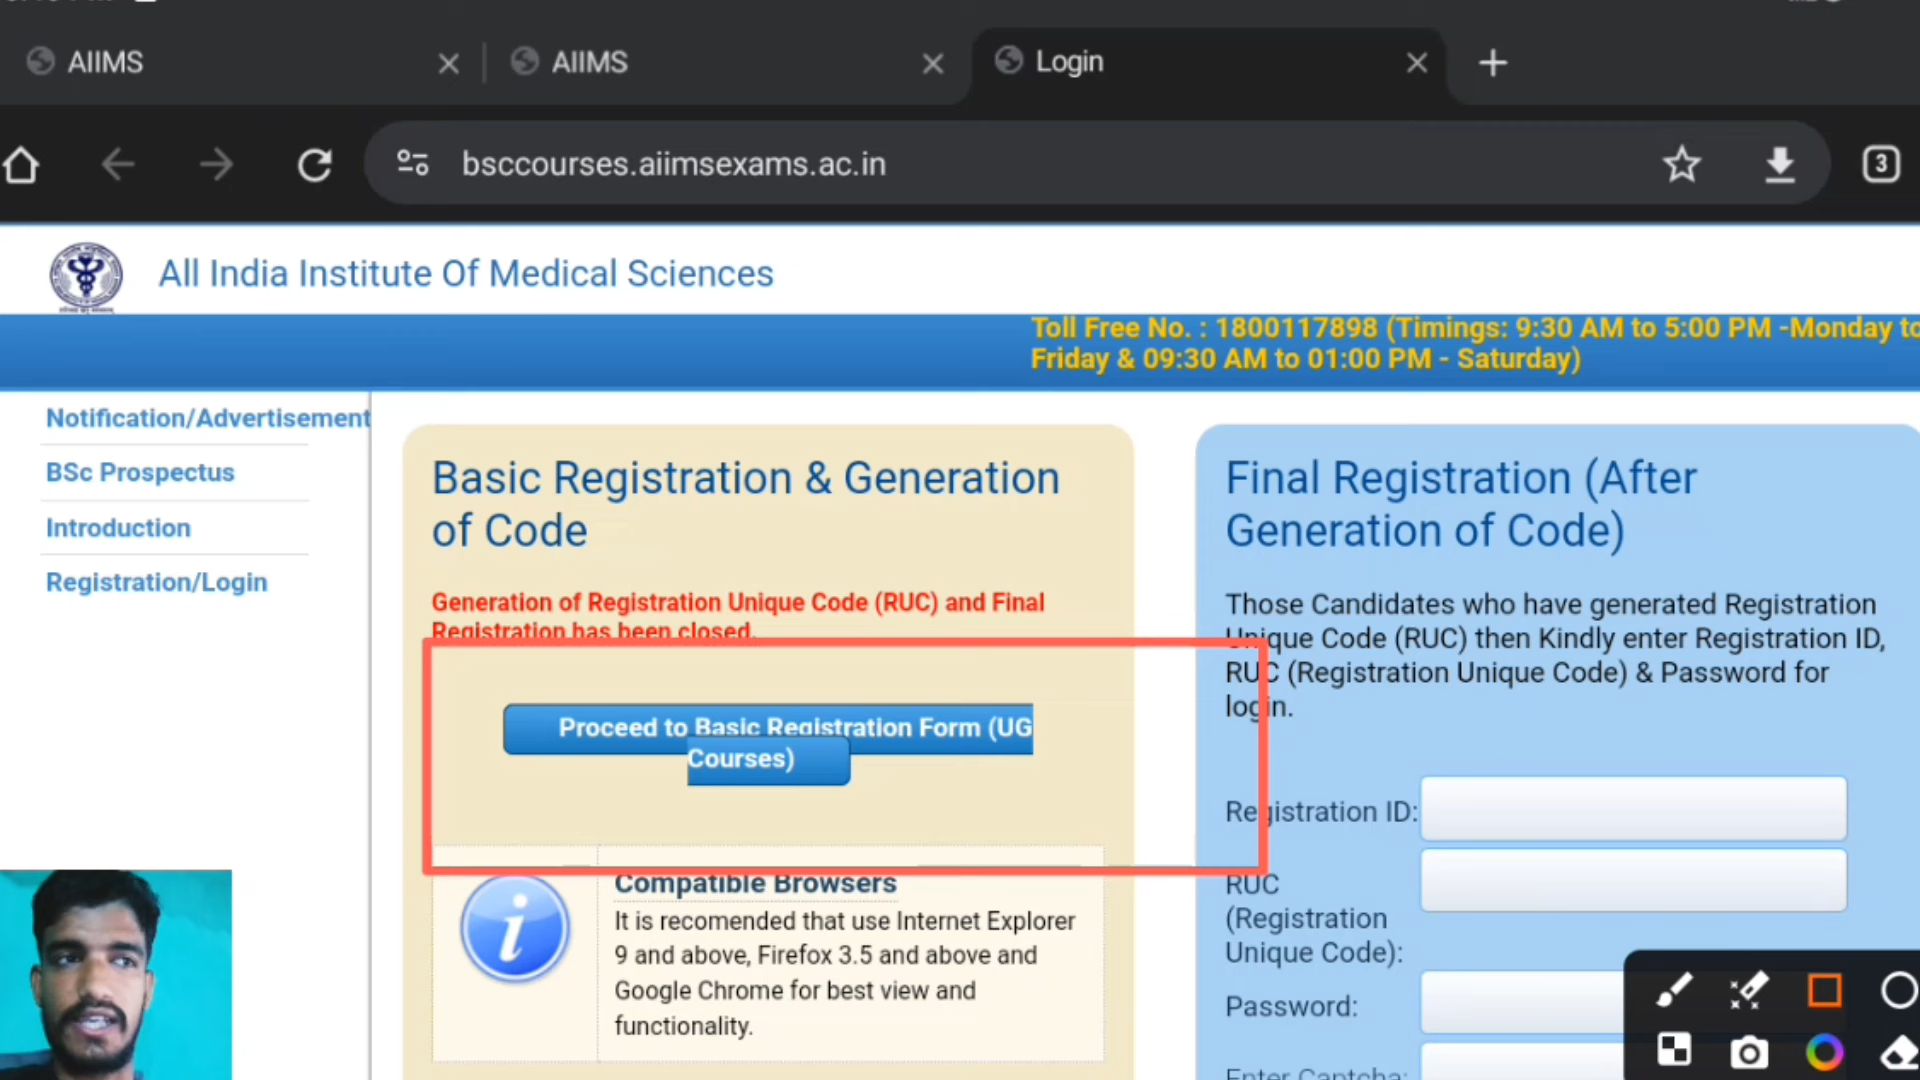 AIIMS
AIIMS
Login
bsccourses.aiimsexams.ac.in
3
All India Institute Of Medical Sciences
Toll Free No. : 1800117898 (Timings: 9:30 AM to 5:00 PM -Monday to
Friday & 09:30 AM to 01:00 PM - Saturday)
Notification/Advertisement
BSc Prospectus
Introduction
Registration/Login
Basic Registration & Generation
of Code
Generation of Registration Unique Code (RUC) and Final
Registration has been closed.
Proceed to Basic Registration Form (UG
Courses)
Compatible Browsers
It is recomended that use Internet Explorer
9 and above, Firefox 3.5 and above and
Google Chrome for best view and
functionality.
Final Registration (After
Generation of Code)
Those Candidates who have generated Registration
Unique Code (RUC) then Kindly enter Registration ID,
RUC (Registration Unique Code) & Password for
login.
Registration ID:
RUC
(Registration
Unique Code):
Password:
Enter Captcha: